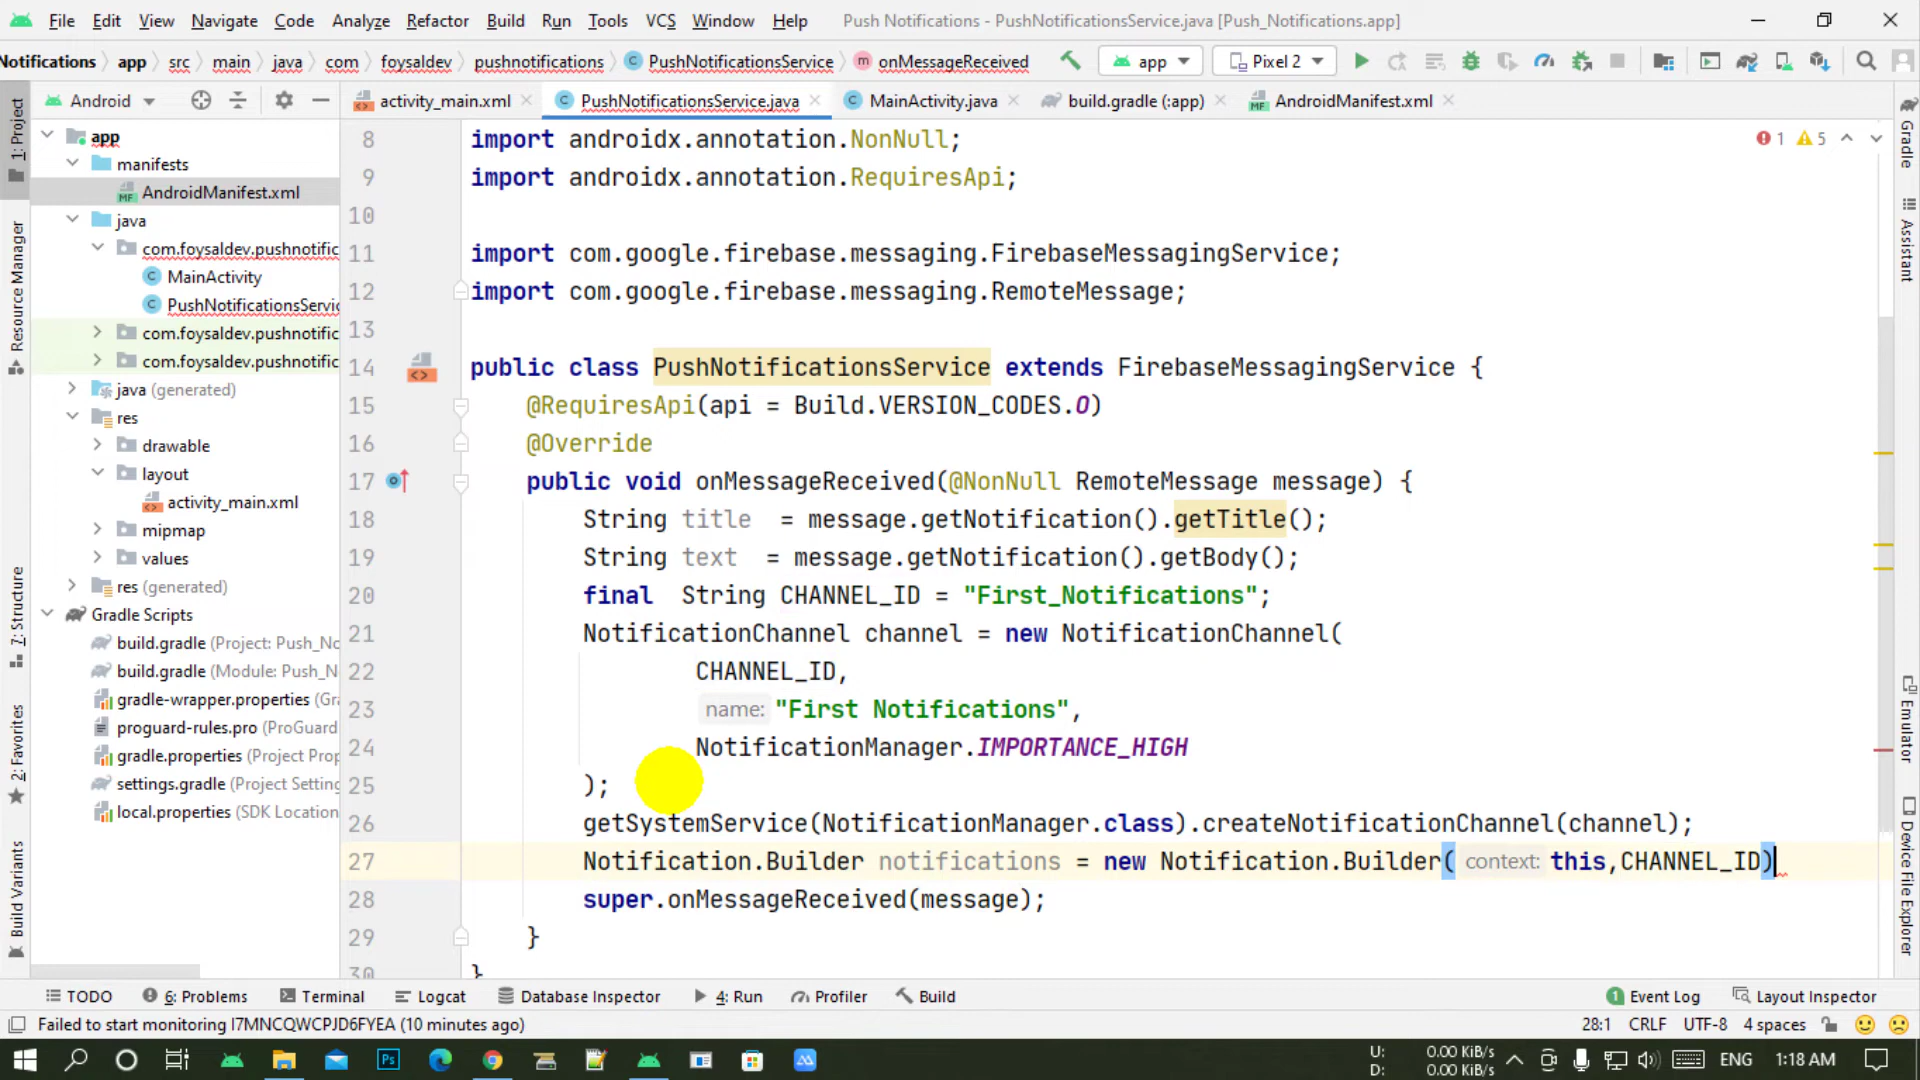 File Edit View Navigate Code Analyze Refactor Build Run Tools VCS Window Help Push Notifications - PushNotificationsService.java [Push_Notifications.app]
Notifications app src main java com foysaldev pushnotifications PushNotificationsService onMessageReceived app Pixel 2
Android activity_main.xml PushNotificationsService.java MainActivity.java build.gradle (:app) AndroidManifest.xml
1: Project
Resource Manager
7: Structure
2: Favorites
Build Variants
app
manifests
AndroidManifest.xml
java
com.foysaldev.pushnotific
MainActivity
PushNotificationsServic
com.foysaldev.pushnotific
com.foysaldev.pushnotific
java (generated)
res
drawable
layout
activity_main.xml
mipmap
values
res (generated)
Gradle Scripts
build.gradle (Project: Push_No
build.gradle (Module: Push_N
gradle-wrapper.properties (Gra
proguard-rules.pro (ProGuard
gradle.properties (Project Prop
settings.gradle (Project Setting
local.properties (SDK Location
1 5
8 import androidx.annotation.NonNull;
9 import androidx.annotation.RequiresApi;
10
11 import com.google.firebase.messaging.FirebaseMessagingService;
12 import com.google.firebase.messaging.RemoteMessage;
13
14 public class PushNotificationsService extends FirebaseMessagingService {
15 @RequiresApi(api = Build.VERSION_CODES.O)
16 @Override
17 public void onMessageReceived(@NonNull RemoteMessage message) {
18 String title = message.getNotification().getTitle();
19 String text = message.getNotification().getBody();
20 final String CHANNEL_ID = "First_Notifications";
21 NotificationChannel channel = new NotificationChannel(
22 CHANNEL_ID,
23 name: "First Notifications",
24 NotificationManager.IMPORTANCE_HIGH
25 );
26 getSystemService(NotificationManager.class).createNotificationChannel(channel);
27 Notification.Builder notifications = new Notification.Builder( context: this,CHANNEL_ID)
28 super.onMessageReceived(message);
29 }
30 }
Gradle
Assistant
Emulator
Device File Explorer
TODO 6: Problems Terminal Logcat Database Inspector 4: Run Profiler Build 1 Event Log Layout Inspector
Failed to start monitoring I7MNCQWCPJD6FYEA (10 minutes ago) 28:1 CRLF UTF-8 4 spaces
Ps U: 0.00 KiB/s
D: 0.00 KiB/s ENG 1:18 AM